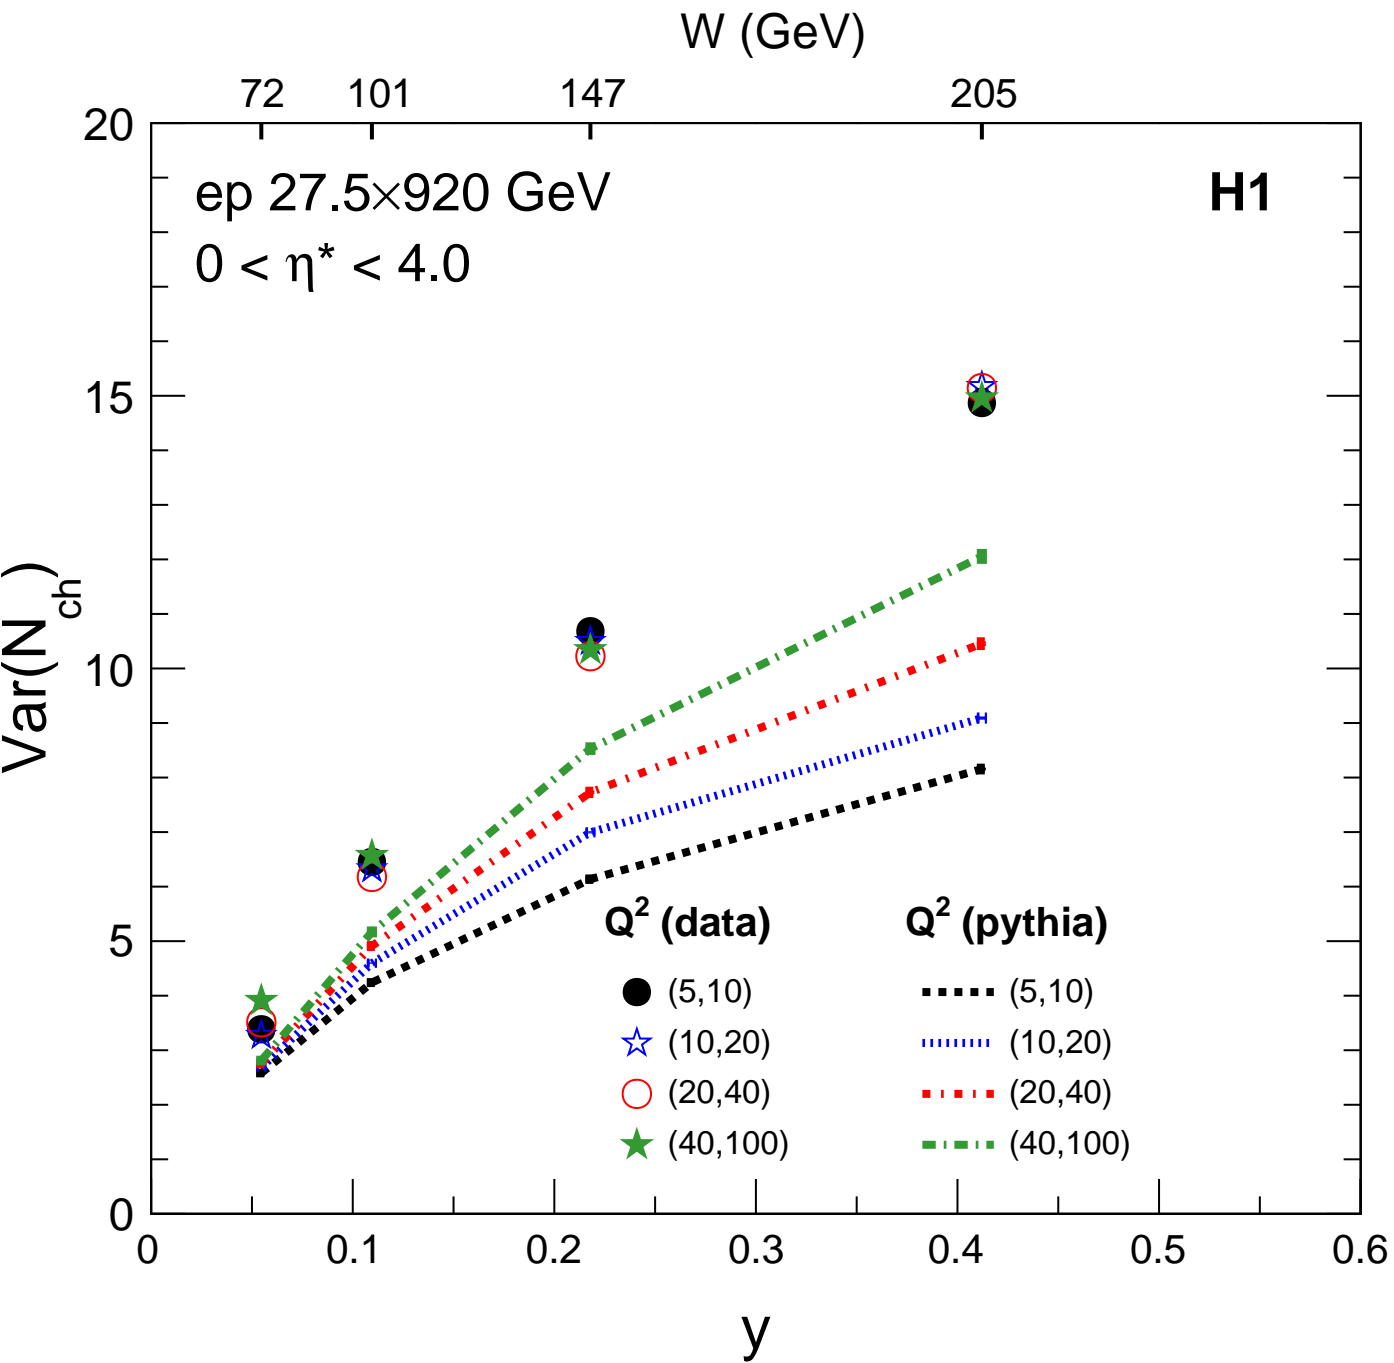 W (GeV)
72 101 147 205
20
ep 27.5×920 GeV
H1
0 < η* < 4.0
15
Var(N_ch)
10
5
0
Q² (data) Q² (pythia)
(5,10) (5,10)
(10,20) (10,20)
(20,40) (20,40)
(40,100) (40,100)
0 0.1 0.2 0.3 0.4 0.5 0.6
y